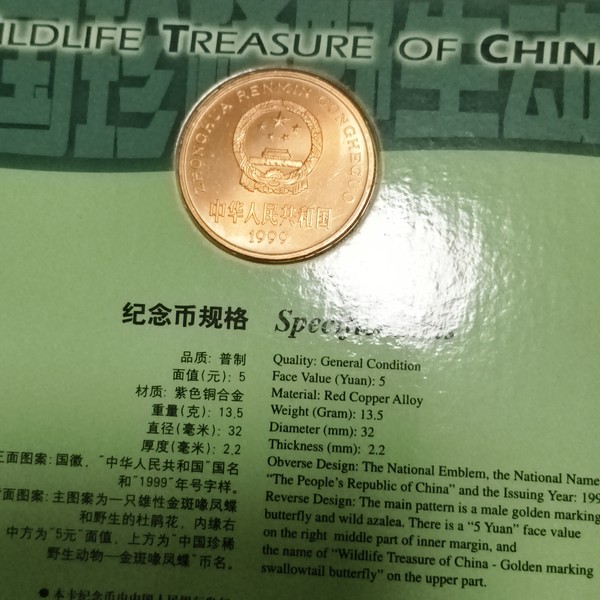 WILDLIFE TREASURE OF CHINA
ZHONGHUA RENMIN GONGHEGUO
中华人民共和国
1999
纪念币规格
品质: 普制
面值(元): 5
材质: 紫色铜合金
重量(克): 13.5
直径(毫米): 32
厚度(毫米): 2.2
正面图案: 国徽,“中华人民共和国”国名
和“1999”年号字样。
背面图案: 主图案为一只雄性金斑喙凤蝶
和野生的杜鹃花, 内缘右
中方为“5元”面值, 上方为“中国珍稀
野生动物—金斑喙凤蝶”币名。
Quality: General Condition
Face Value (Yuan): 5
Material: Red Copper Alloy
Weight (Gram): 13.5
Diameter (mm): 32
Thickness (mm): 2.2
Obverse Design: The National Emblem, the National Name
“The People's Republic of China” and the Issuing Year: 199
Reverse Design: The main pattern is a male golden marking
butterfly and wild azalea. There is a “5 Yuan” face value
on the right middle part of inner margin, and
the name of “Wildlife Treasure of China - Golden marking
swallowtail butterfly” on the upper part.